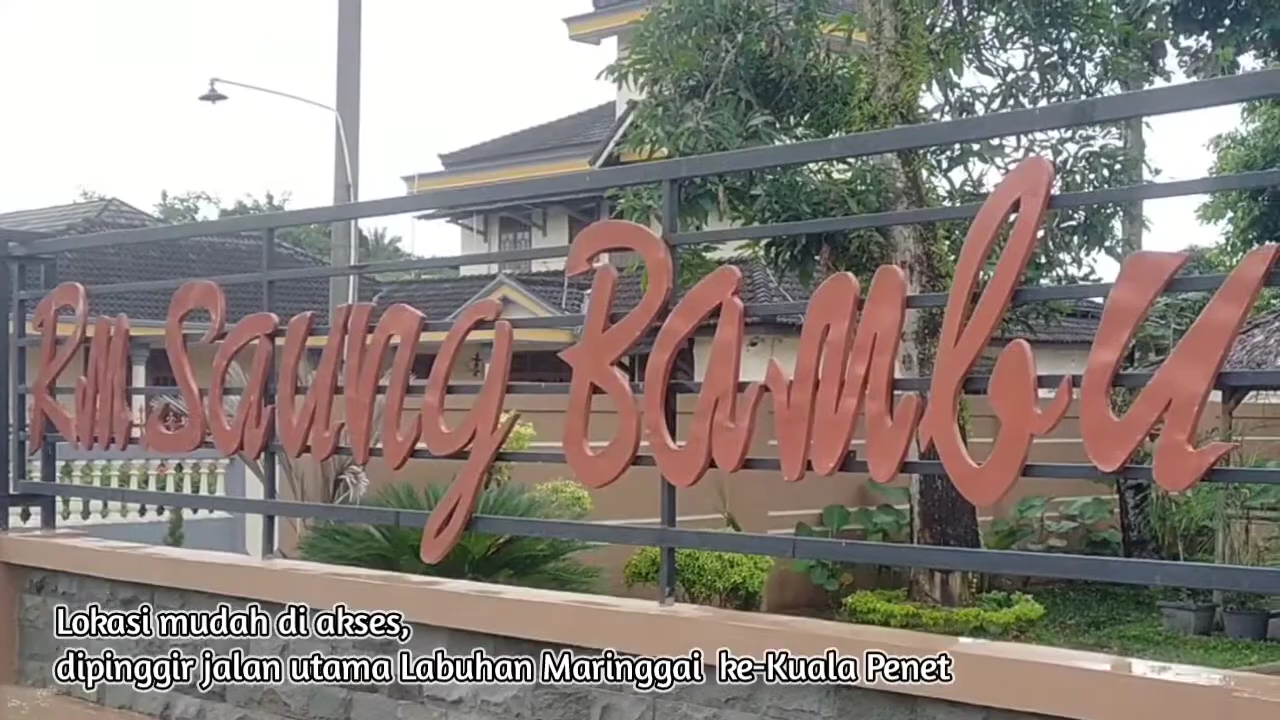 Rm Saung Bambu
Lokasi mudah di akses,
dipinggir jalan utama Labuhan Maringgai ke-Kuala Penet